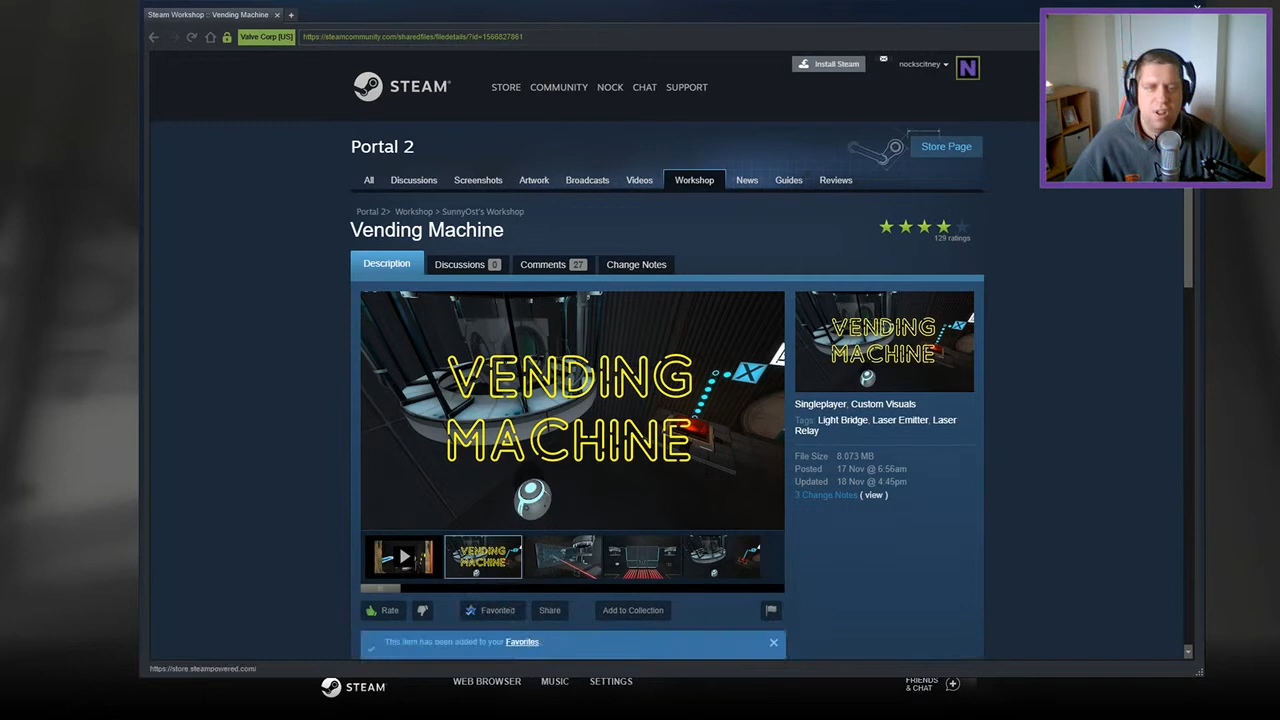 Steam Workshop :: Vending Machine
Valve Corp [US]
https://steamcommunity.com/sharedfiles/filedetails/?id=1566827861
Install Steam
nockscitney
N
STEAM®
STORE COMMUNITY NOCK CHAT SUPPORT
Portal 2
Store Page
All Discussions Screenshots Artwork Broadcasts Videos Workshop News Guides Reviews
Portal 2 > Workshop > SunnyOst's Workshop
Vending Machine
129 ratings
Description Discussions 0 Comments 27 Change Notes
VENDING
MACHINE
VENDING
MACHINE
Singleplayer, Custom Visuals
Tags: Light Bridge, Laser Emitter, Laser
Relay
File Size 8.073 MB
Posted 17 Nov @ 6:56am
Updated 18 Nov @ 4:45pm
3 Change Notes ( view )
VENDING
MACHINE
Rate Favorited Share Add to Collection
This item has been added to your Favorites.
https://store.steampowered.com/
STEAM
WEB BROWSER MUSIC SETTINGS
FRIENDS
& CHAT